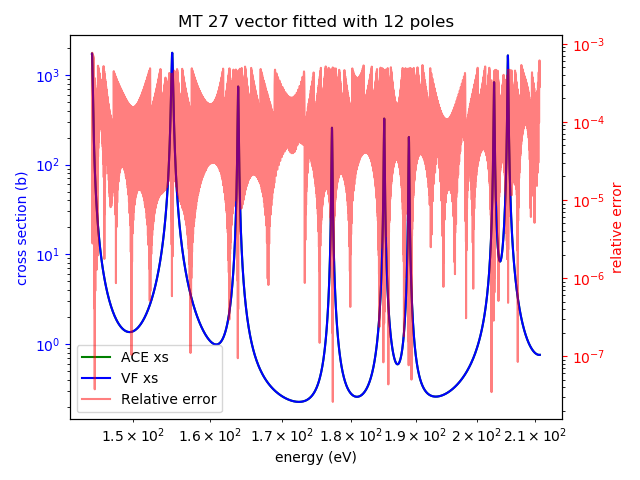 MT 27 vector fitted with 12 poles
cross section (b)
10³
10²
10¹
10⁰
10⁻³
10⁻⁴
10⁻⁵
10⁻⁶
10⁻⁷
relative error
ACE xs
VF xs
Relative error
1.5 × 10² 1.6 × 10² 1.7 × 10² 1.8 × 10² 1.9 × 10² 2 × 10² 2.1 × 10²
energy (eV)